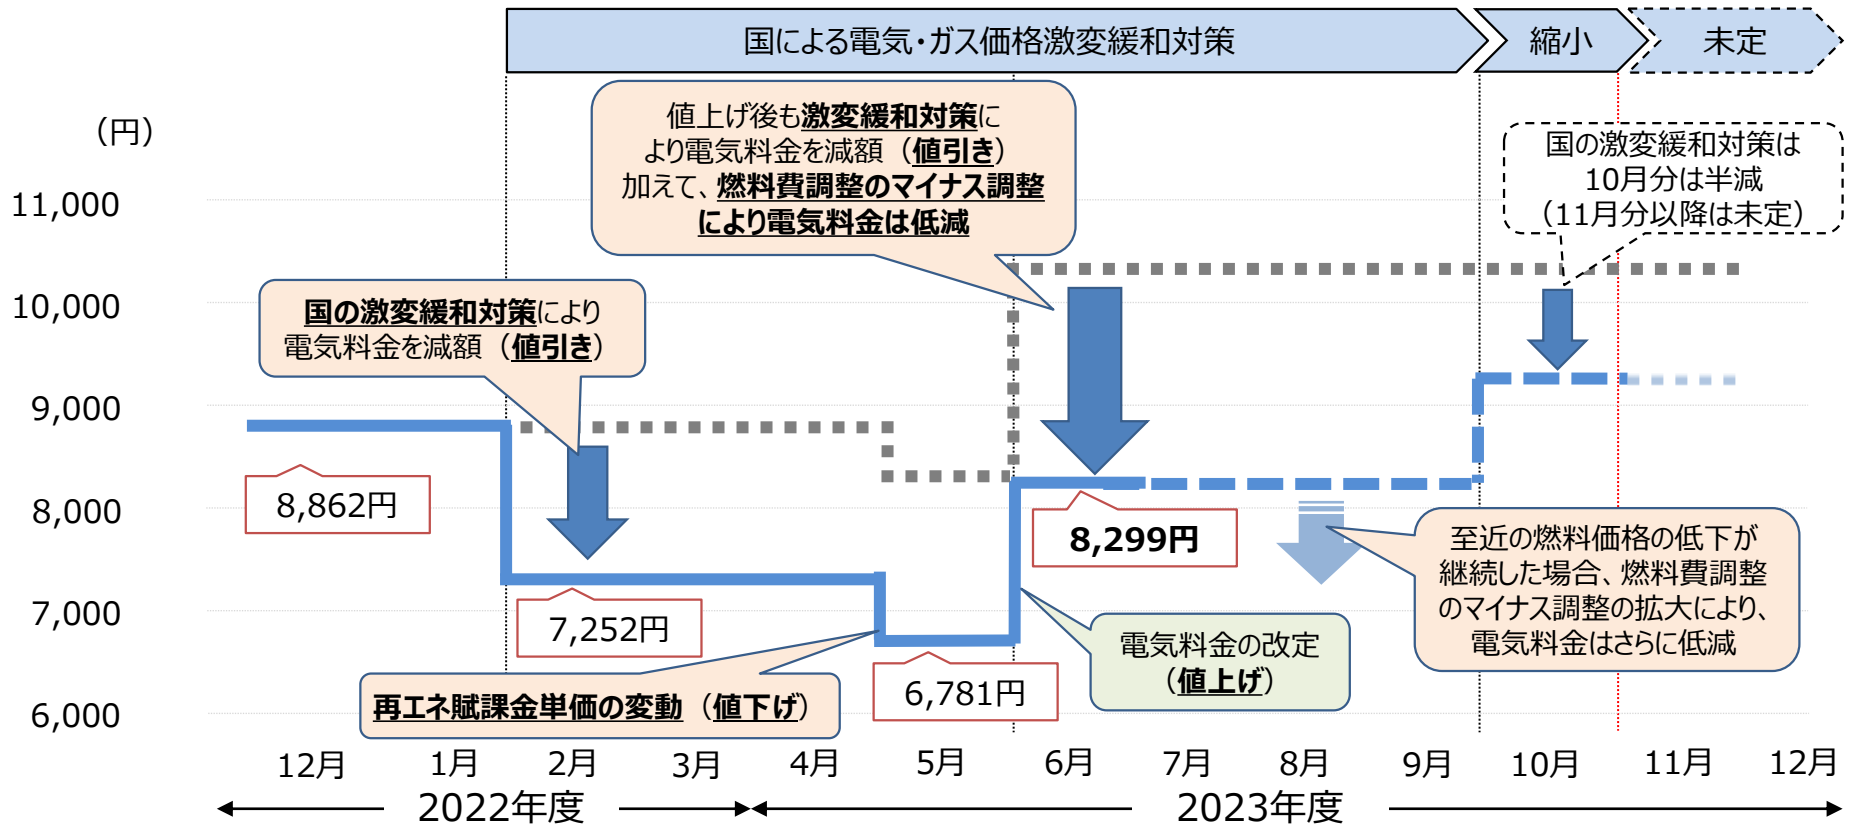 国による電気・ガス価格激変緩和対策
縮小
未定
（円）
値上げ後も激変緩和対策に
より電気料金を減額（値引き）
加えて、燃料費調整のマイナス調整
により電気料金は低減
国の激変緩和対策は
10月分は半減
（11月分以降は未定）
国の激変緩和対策により
電気料金を減額（値引き）
11,000
10,000
9,000
8,000
7,000
6,000
8,862円
7,252円
6,781円
8,299円
再エネ賦課金単価の変動（値下げ）
電気料金の改定
（値上げ）
至近の燃料価格の低下が
継続した場合、燃料費調整
のマイナス調整の拡大により、
電気料金はさらに低減
12月
1月
2月
3月
4月
5月
6月
7月
8月
9月
10月
11月
12月
2022年度
2023年度